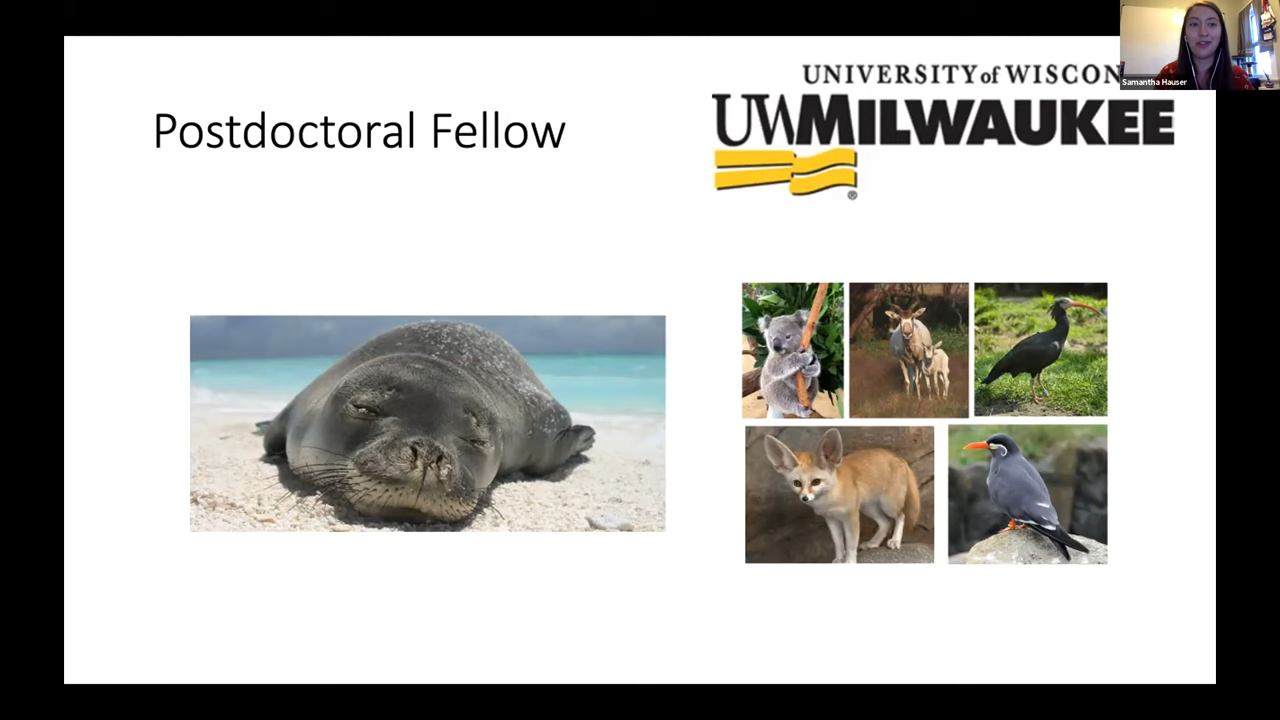 Postdoctoral Fellow
UNIVERSITY of WISCON
UWMILWAUKEE
®
Samantha Hauser